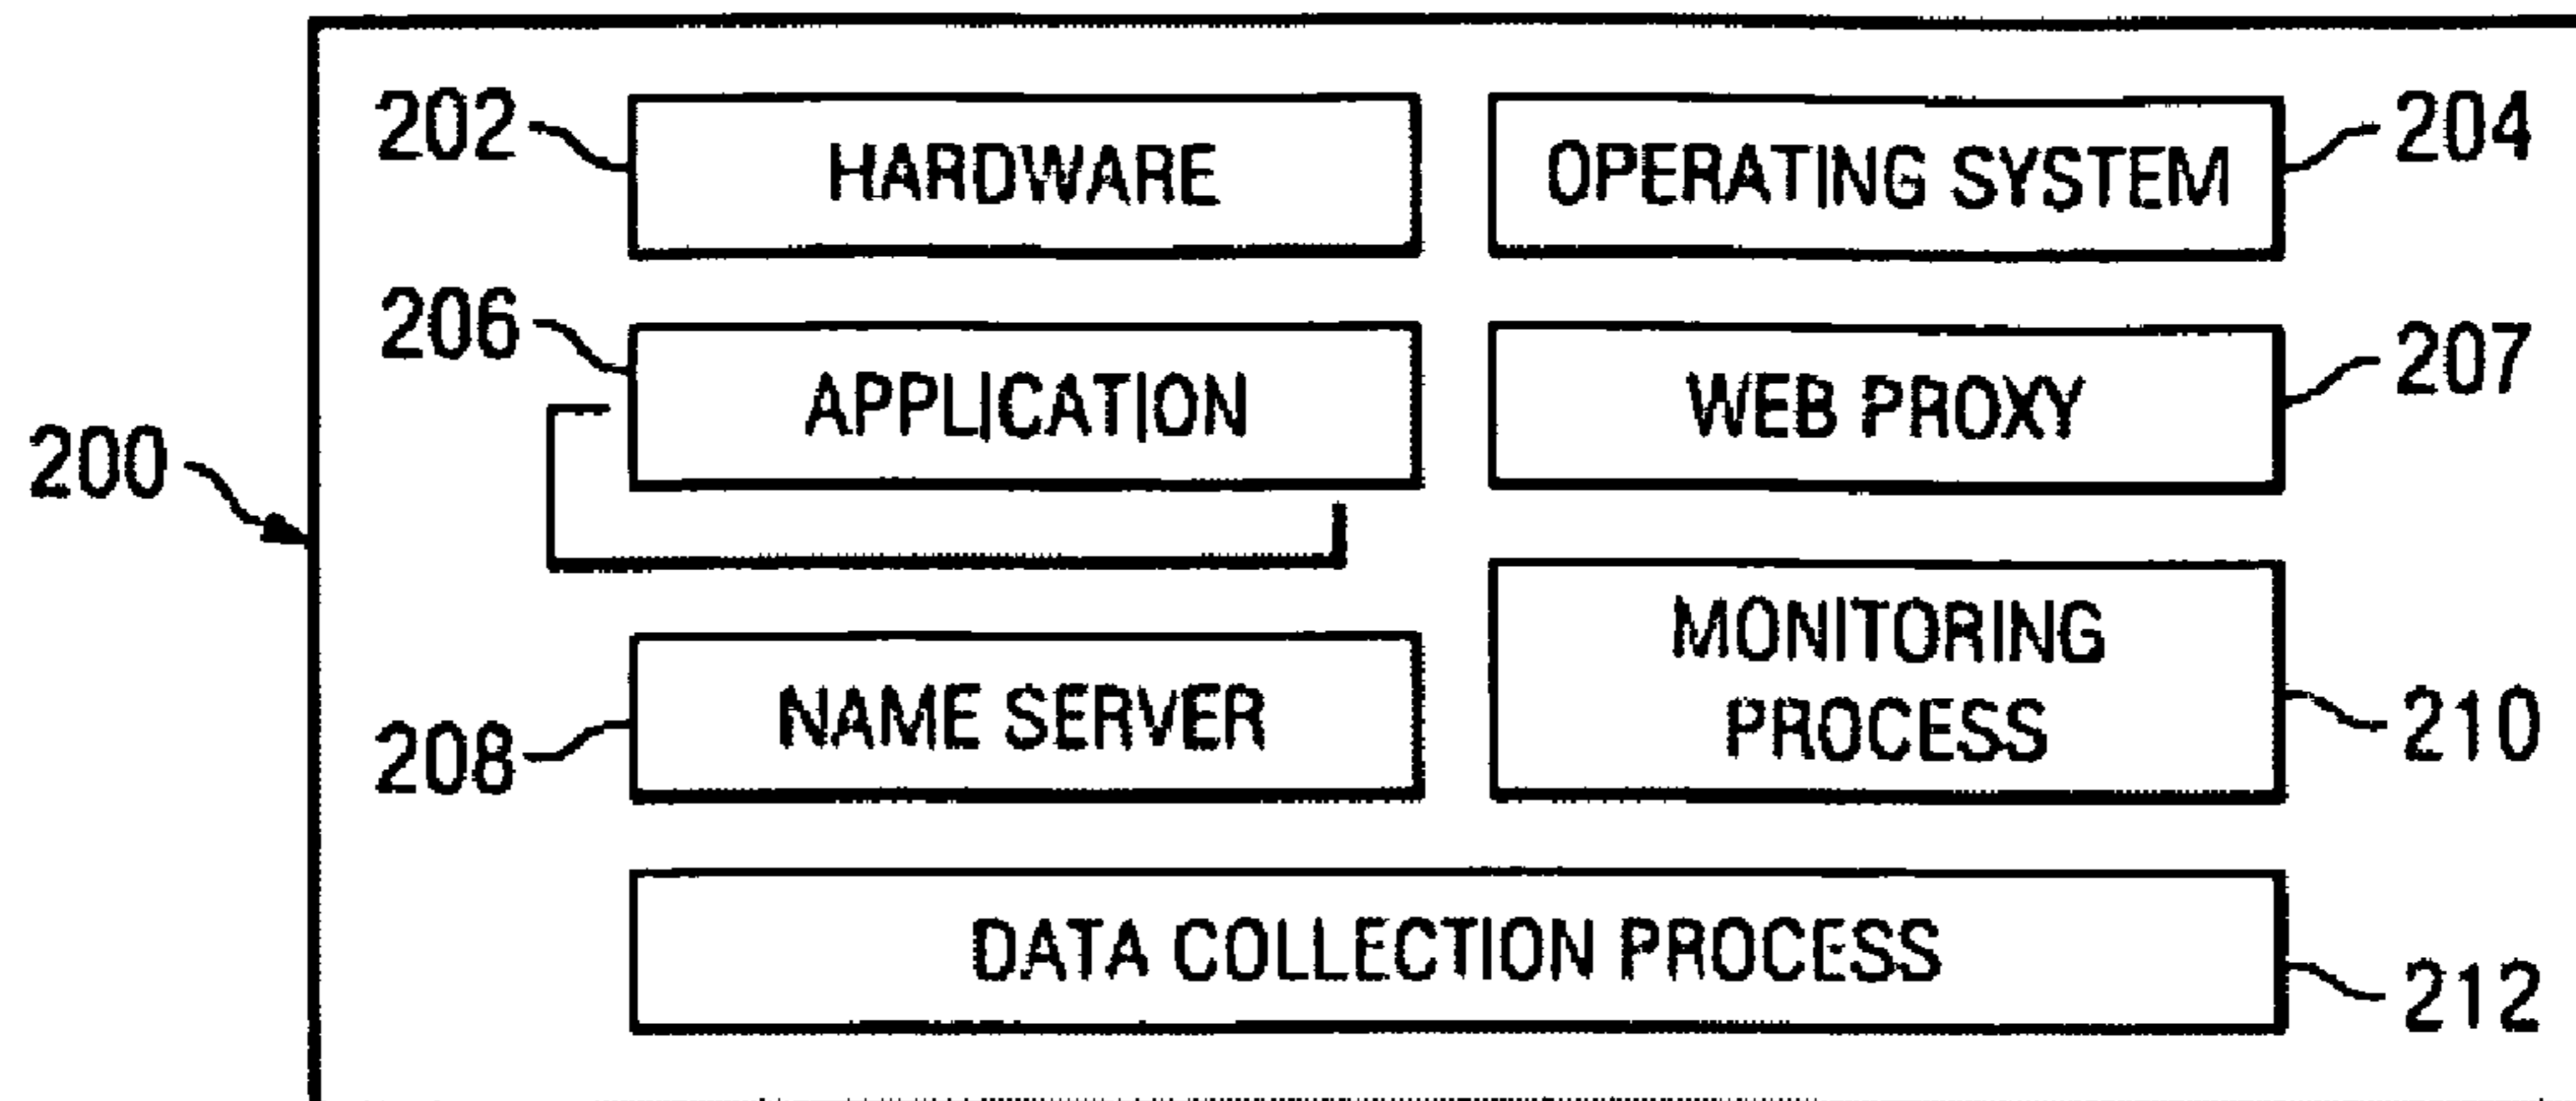 202 HARDWARE OPERATING SYSTEM 204
206 APPLICATION WEB PROXY 207
200
MONITORING
PROCESS 210
208 NAME SERVER
DATA COLLECTION PROCESS 212